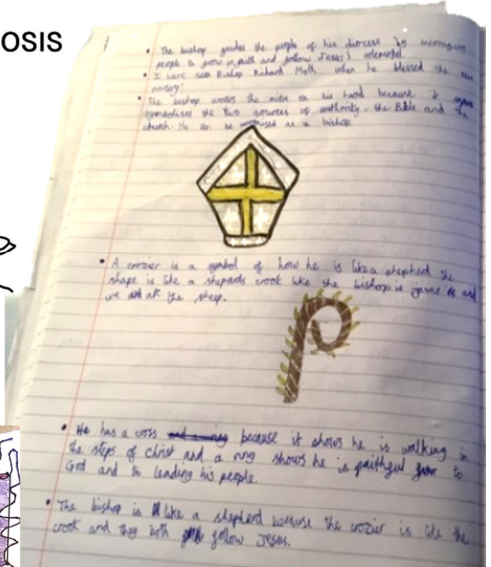 OSIS
• The bishop guides the people of his diocese by encouraging
people to grow in faith and follow Jesus'
• I have seen Bishop Richard Moth when he blessed the new
nursery!
• The bishop wears the mitre on his head because it
symbolises the two sources of authority - the Bible and the
church. He can be as a bishop
• A crozier is a symbol of how he is like a shepherd the
shape is like a sheperds crook like the bishop is jesus and
we are the sheep.
• He has a cross because it shows he is walking in
the steps of christ and a ring shows he is faithful to
God and to leading his people.
• The bishop is like a shepherd because the crozier is like the
crook and they both follow Jesus.